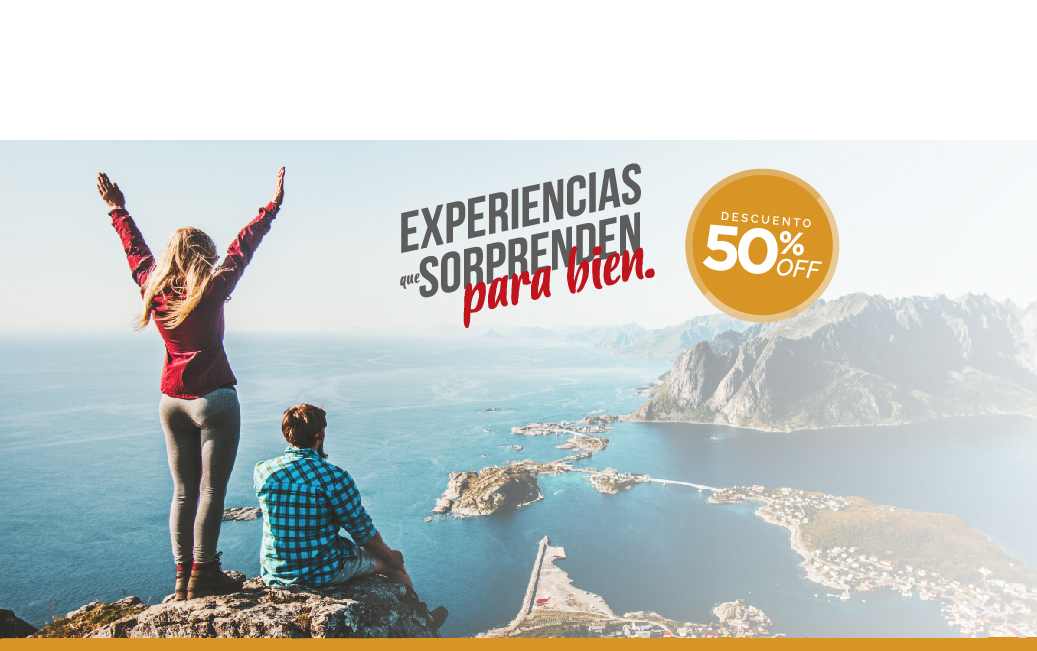 EXPERIENCIAS
que SORPRENDEN
para bien.
DESCUENTO
50%
OFF